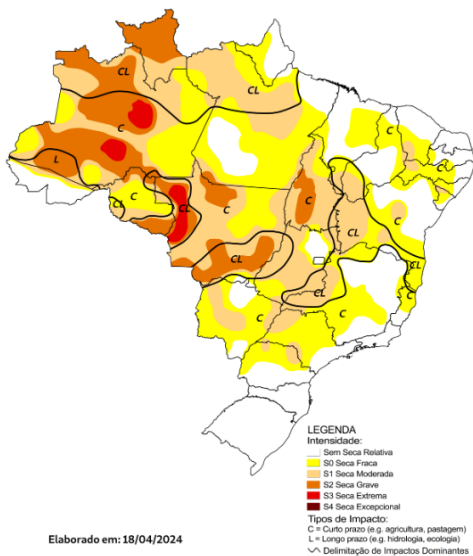 CL
CL
C
C
L
C
CL
C
C
CL
C
C
CL
C
CL
CL
C
CL
C
C
LEGENDA
Intensidade:
Sem Seca Relativa
S0 Seca Fraca
S1 Seca Moderada
S2 Seca Grave
S3 Seca Extrema
S4 Seca Excepcional
Tipos de Impacto:
C = Curto prazo (e.g. agricultura, pastagem)
L = Longo prazo (e.g. hidrologia, ecologia)
Delimitação de Impactos Dominantes
Elaborado em: 18/04/2024